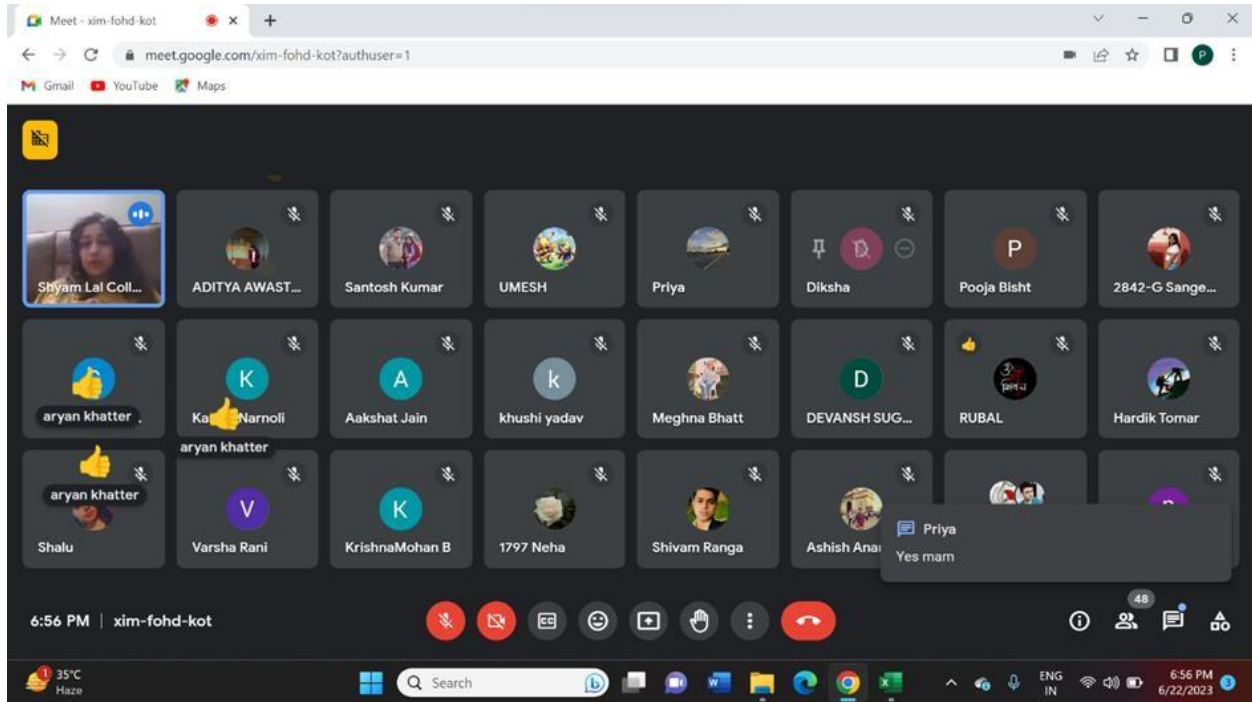 Meet - xim-fohd-kot
meet.google.com/xim-fohd-kot?authuser=1
P
Gmail YouTube Maps
Shyam Lal Coll... ADITYA AWAST... Santosh Kumar UMESH Priya Diksha Pooja Bisht 2842-G Sange...
P
K A k D
aryan khatter Narnoli Aakshat Jain khushi yadav Meghna Bhatt DEVANSH SUG... RUBAL Hardik Tomar
aryan khatter
aryan khatter
V K
Shalu Varsha Rani KrishnaMohan B 1797 Neha Shivam Ranga Ashish Anan
Priya
Yes mam
6:56 PM | xim-fohd-kot
CC
48
35°C
Haze
Search
ENG
IN
6:56 PM
6/22/2023
3
1